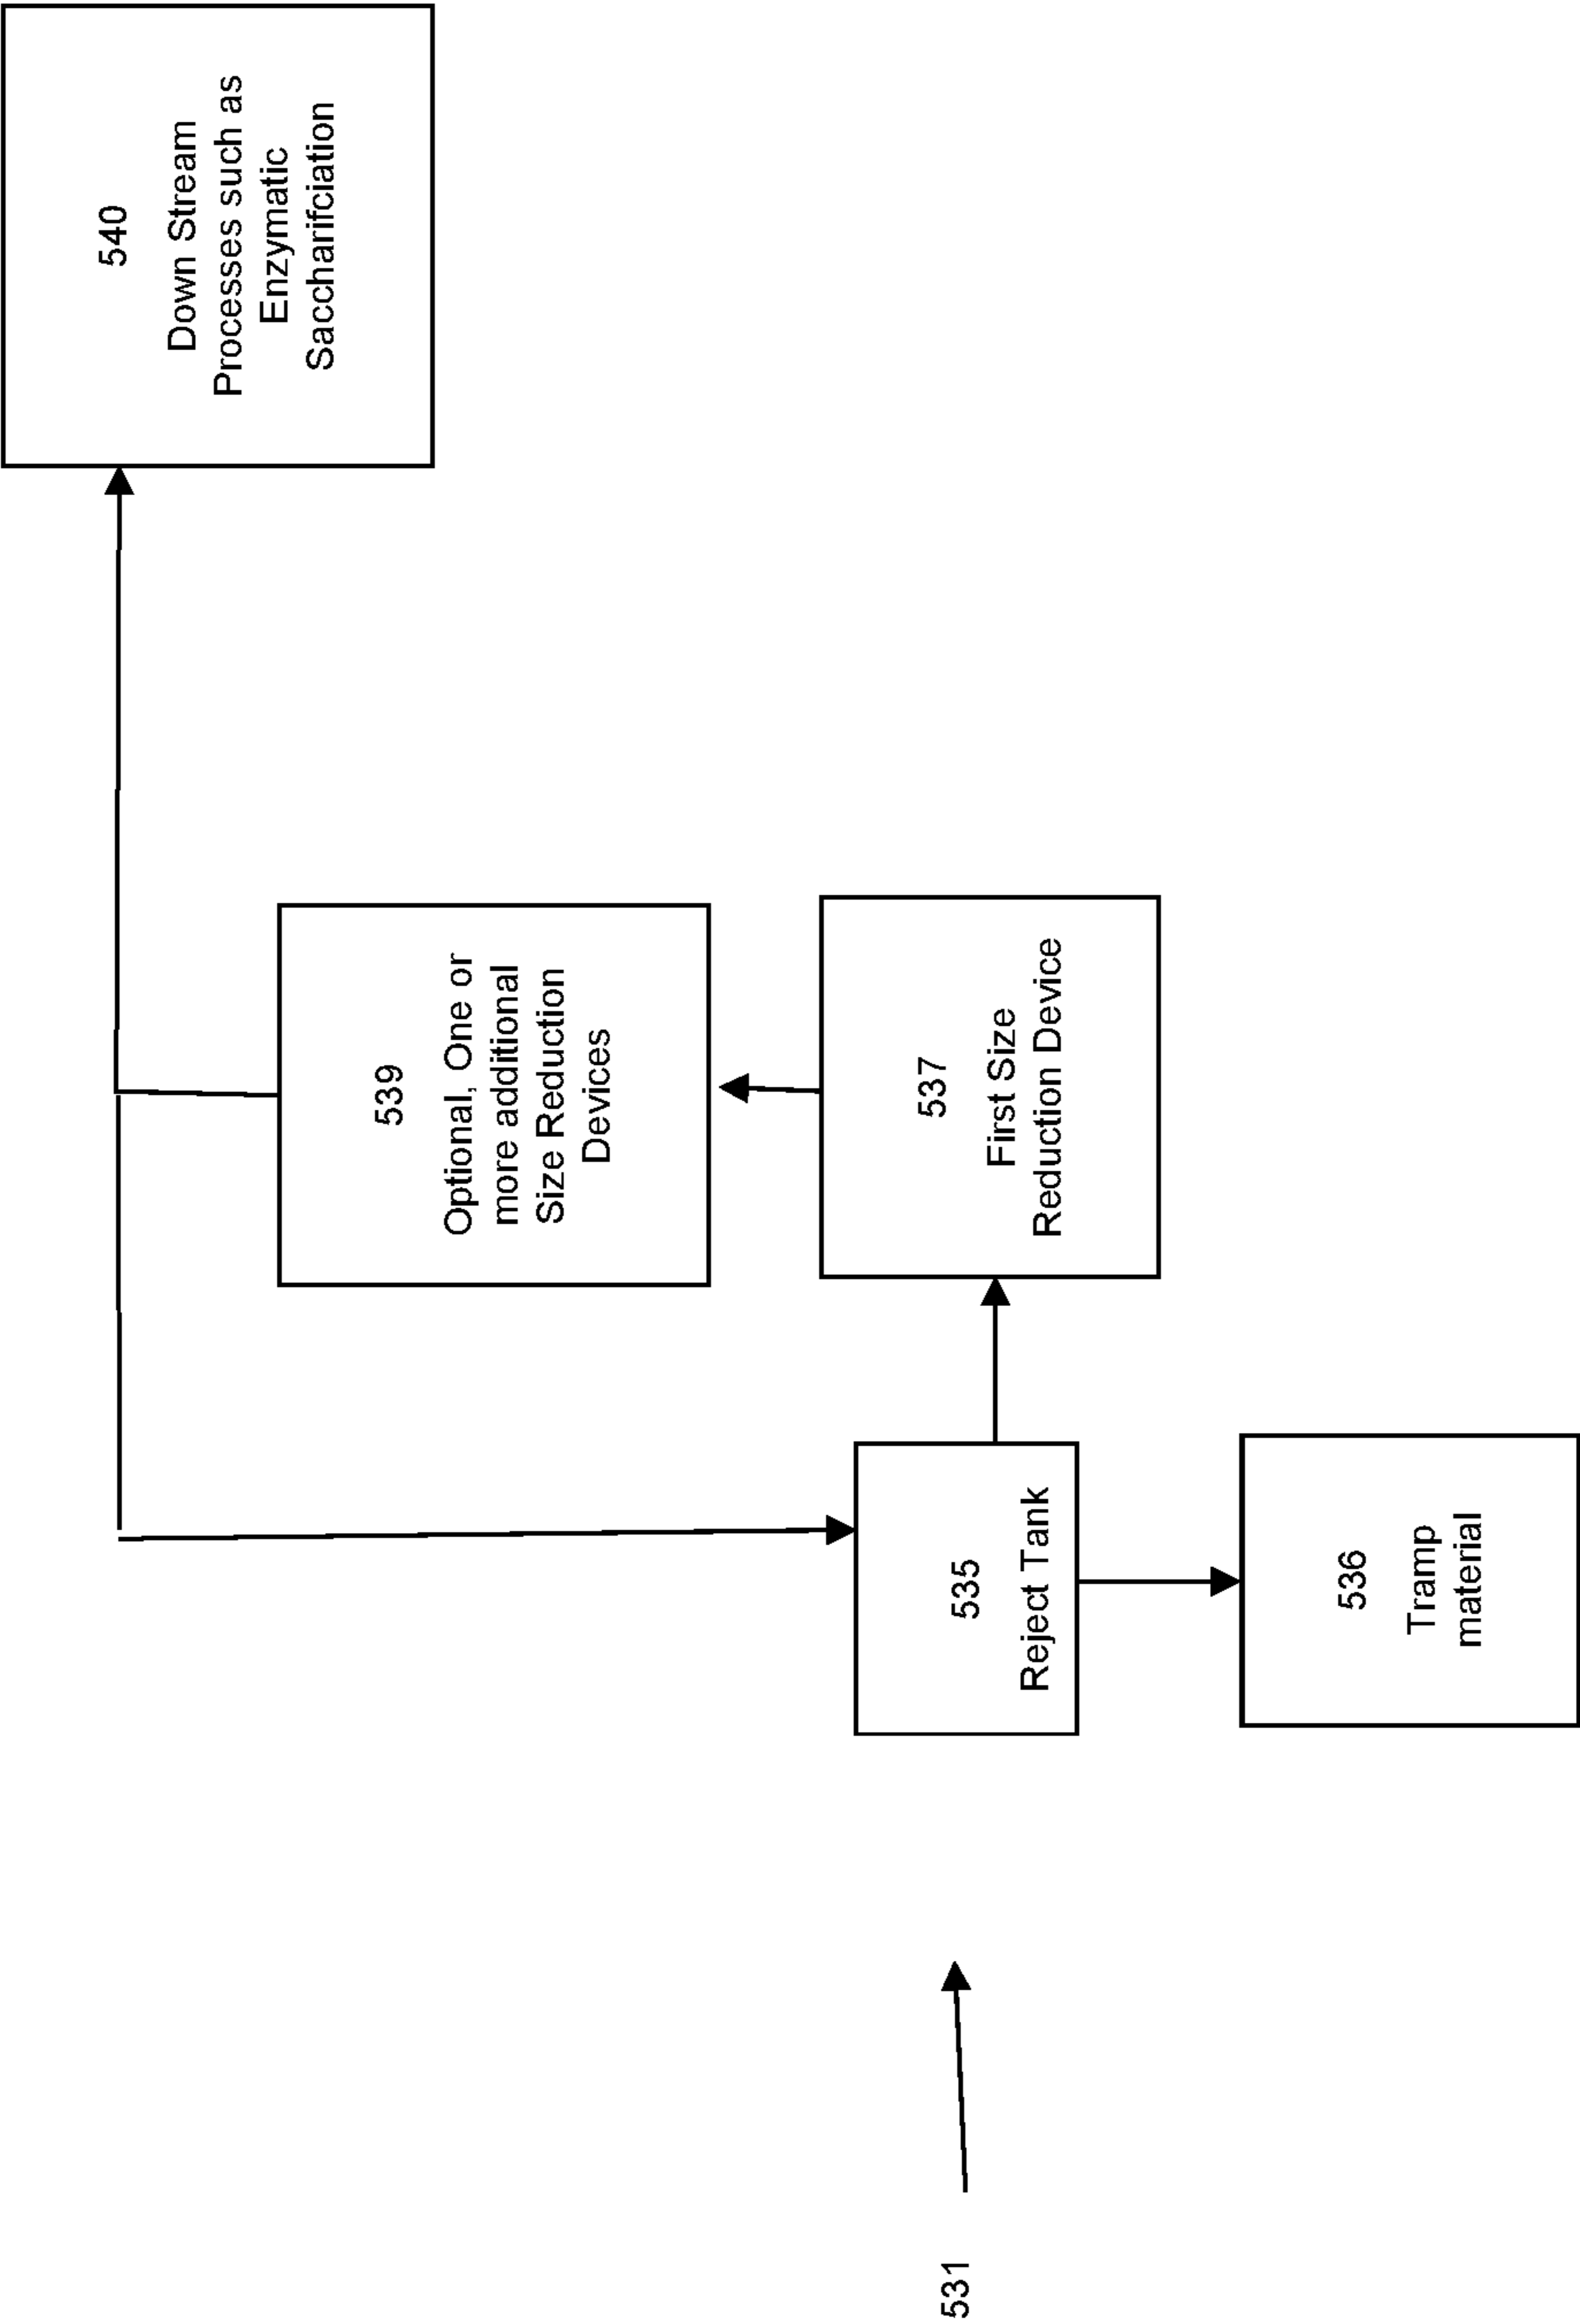 540
Down Stream
Processes such as
Enzymatic
Saccharifciation
539
Optional, One or
more additional
Size Reduction
Devices
537
First Size
Reduction Device
535
Reject Tank
536
Tramp
material
531